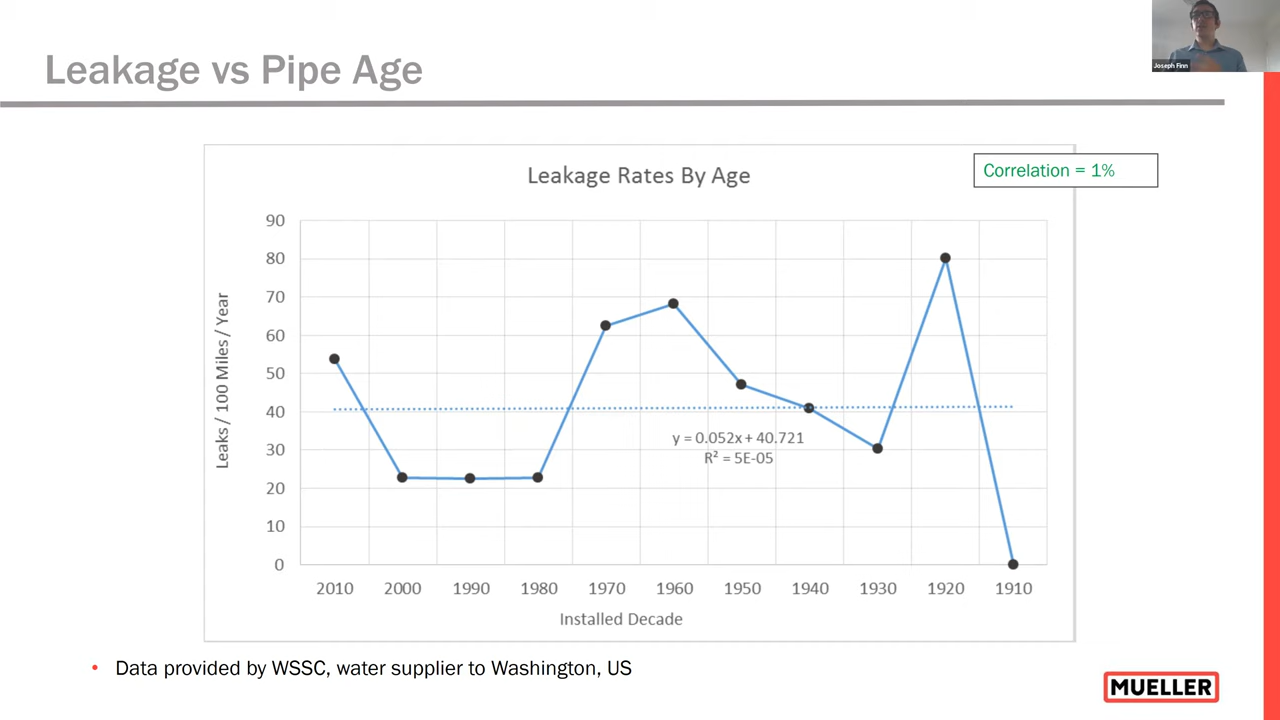 Joseph Finn
Leakage vs Pipe Age
Correlation = 1%
Leakage Rates By Age
90
80
70
60
50
40
30
20
10
0
Leaks / 100 Miles / Year
y = 0.052x + 40.721
R² = 5E-05
2010 2000 1990 1980 1970 1960 1950 1940 1930 1920 1910
Installed Decade
• Data provided by WSSC, water supplier to Washington, US
MUELLER